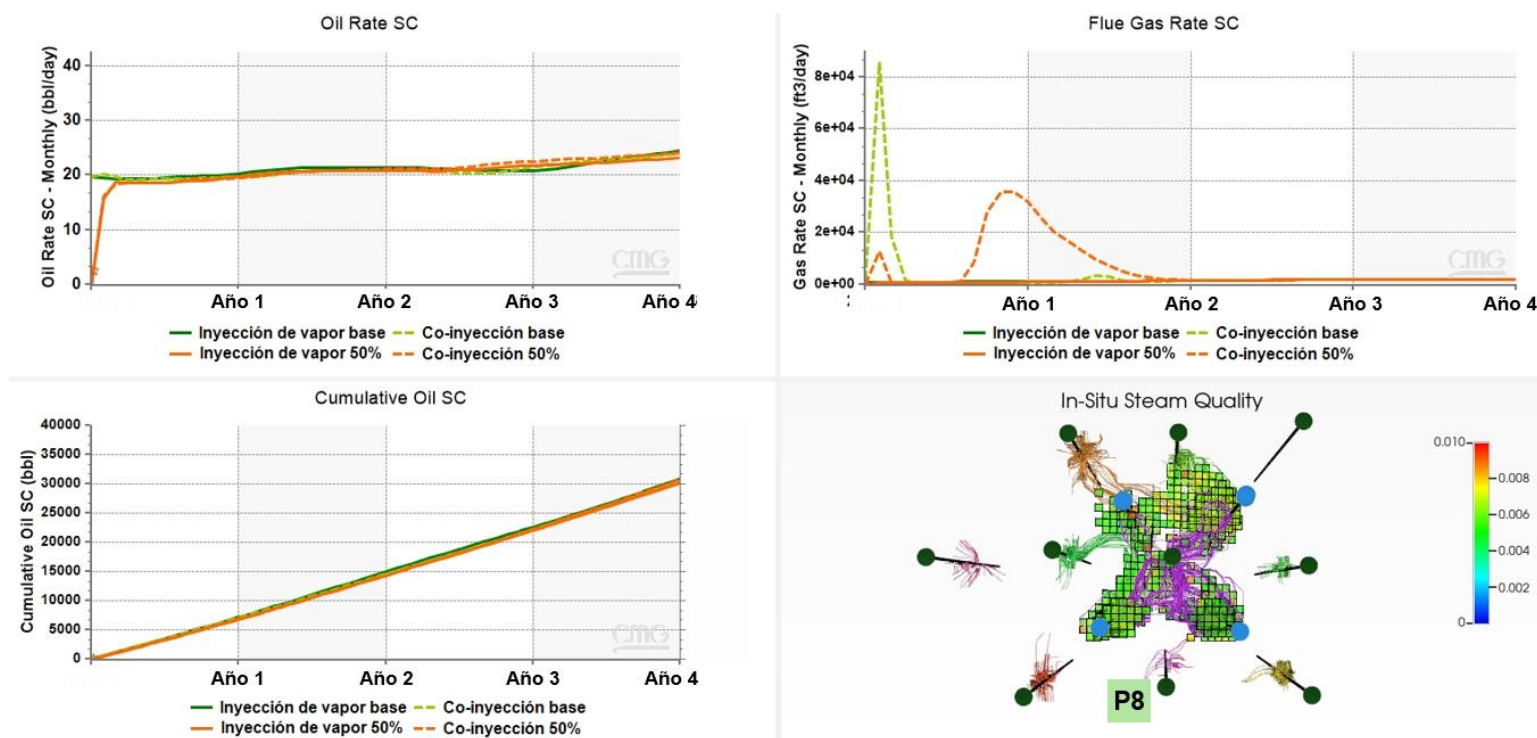 Oil Rate SC
Oil Rate SC - Monthly (bbl/day)
40
30
20
10
0
Año 1
Año 2
Año 3
Año 4
Inyección de vapor base
Co-inyección base
Inyección de vapor 50%
Co-inyección 50%
CMG
Flue Gas Rate SC
Gas Rate SC - Monthly (ft3/day)
8e+04
6e+04
4e+04
2e+04
0e+00
Año 1
Año 2
Año 3
Año 4
Inyección de vapor base
Co-inyección base
Inyección de vapor 50%
Co-inyección 50%
CMG
Cumulative Oil SC
Cumulative Oil SC (bbl)
40000
35000
30000
25000
20000
15000
10000
5000
0
Año 1
Año 2
Año 3
Año 4
Inyección de vapor base
Co-inyección base
Inyección de vapor 50%
Co-inyección 50%
CMG
In-Situ Steam Quality
0.010
0.008
0.006
0.004
0.002
0
P8